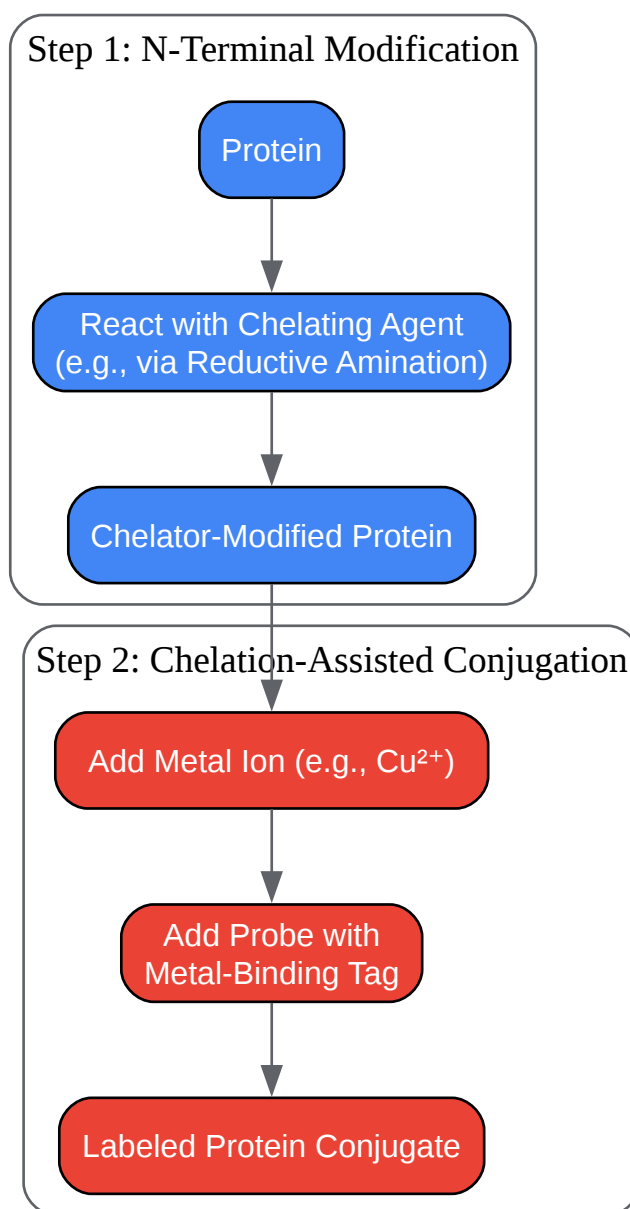 Step 1: N-Terminal Modification
Protein
React with Chelating Agent
(e.g., via Reductive Amination)
Chelator-Modified Protein
Step 2: Chelation-Assisted Conjugation
Add Metal Ion (e.g., Cu²⁺)
Add Probe with
Metal-Binding Tag
Labeled Protein Conjugate